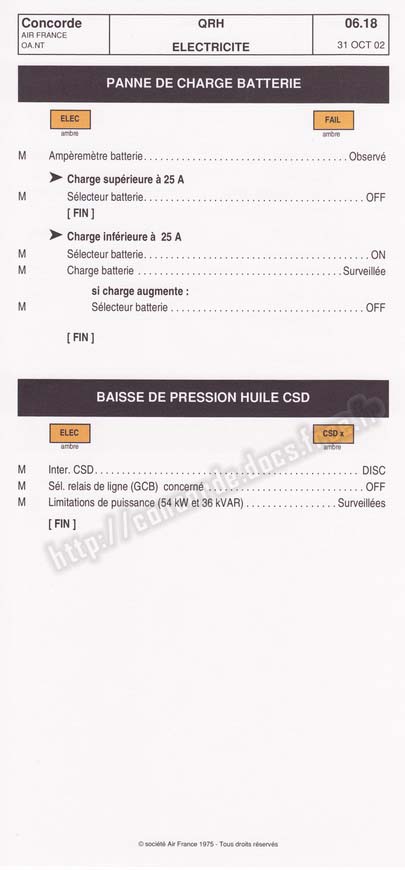 Concorde QRH 06.18
AIR FRANCE
OA.NT ELECTRICITE 31 OCT 02
PANNE DE CHARGE BATTERIE
ELEC FAIL
ambre ambre
M Ampèremètre batterie. . . . . . . . . . . . . . . . . . . . . . . . . . . . . . Observé
➤ Charge supérieure à 25 A
M Sélecteur batterie. . . . . . . . . . . . . . . . . . . . . . . . . . . . . . OFF
[ FIN ]
➤ Charge inférieure à 25 A
M Sélecteur batterie. . . . . . . . . . . . . . . . . . . . . . . . . . . . . . ON
M Charge batterie . . . . . . . . . . . . . . . . . . . . . . . . . . . . Surveillée
si charge augmente :
M Sélecteur batterie . . . . . . . . . . . . . . . . . . . . . . . . . OFF
[ FIN ]
BAISSE DE PRESSION HUILE CSD
ELEC CSD x
ambre ambre
M Inter. CSD. . . . . . . . . . . . . . . . . . . . . . . . . . . . . . . . . . . . DISC
M Sél. relais de ligne (GCB) concerné . . . . . . . . . . . . . . . . . . . . . OFF
M Limitations de puissance (54 kW et 36 kVAR) . . . . . . . . . . . . Surveillées
[ FIN ]
http://concorde.docs.free.fr
© société Air France 1975 - Tous droits réservés